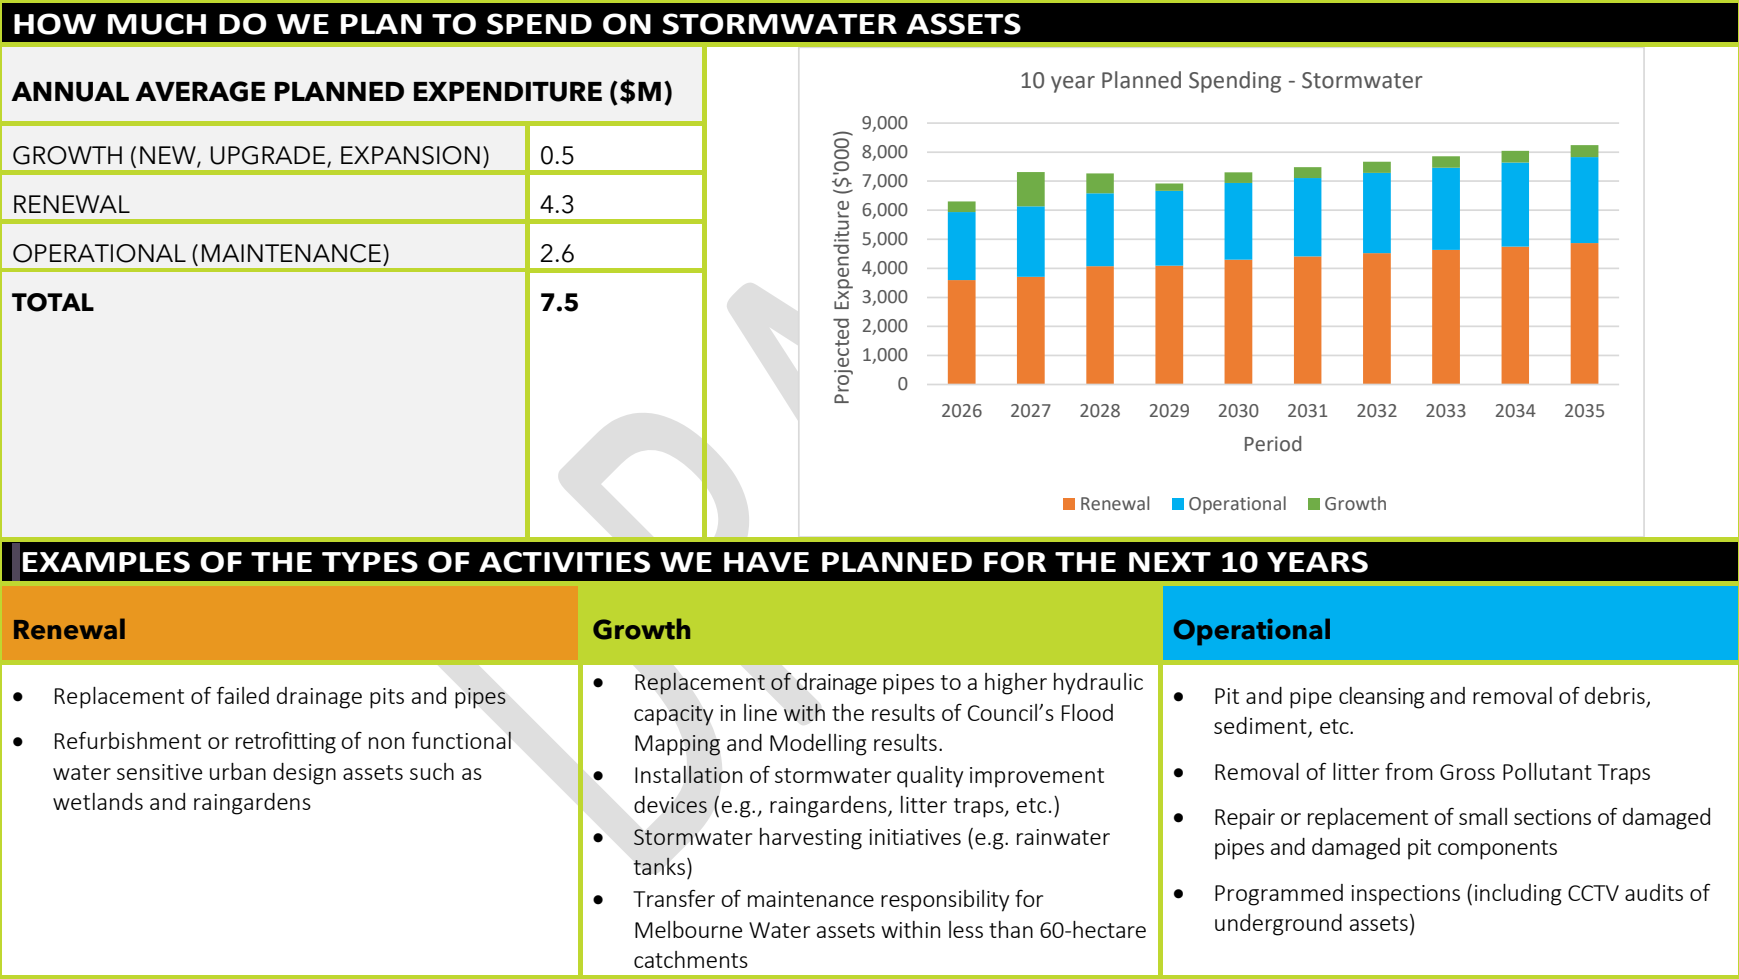 HOW MUCH DO WE PLAN TO SPEND ON STORMWATER ASSETS
ANNUAL AVERAGE PLANNED EXPENDITURE ($M)
GROWTH (NEW, UPGRADE, EXPANSION) 0.5
RENEWAL 4.3
OPERATIONAL (MAINTENANCE) 2.6
TOTAL 7.5
10 year Planned Spending - Stormwater
Projected Expenditure ($'000)
9,000
8,000
7,000
6,000
5,000
4,000
3,000
2,000
1,000
0
2026 2027 2028 2029 2030 2031 2032 2033 2034 2035
Period
Renewal Operational Growth
EXAMPLES OF THE TYPES OF ACTIVITIES WE HAVE PLANNED FOR THE NEXT 10 YEARS
Renewal
• Replacement of failed drainage pits and pipes
• Refurbishment or retrofitting of non functional
water sensitive urban design assets such as
wetlands and raingardens
Growth
• Replacement of drainage pipes to a higher hydraulic
capacity in line with the results of Council’s Flood
Mapping and Modelling results.
• Installation of stormwater quality improvement
devices (e.g., raingardens, litter traps, etc.)
• Stormwater harvesting initiatives (e.g. rainwater
tanks)
• Transfer of maintenance responsibility for
Melbourne Water assets within less than 60-hectare
catchments
Operational
• Pit and pipe cleansing and removal of debris,
sediment, etc.
• Removal of litter from Gross Pollutant Traps
• Repair or replacement of small sections of damaged
pipes and damaged pit components
• Programmed inspections (including CCTV audits of
underground assets)